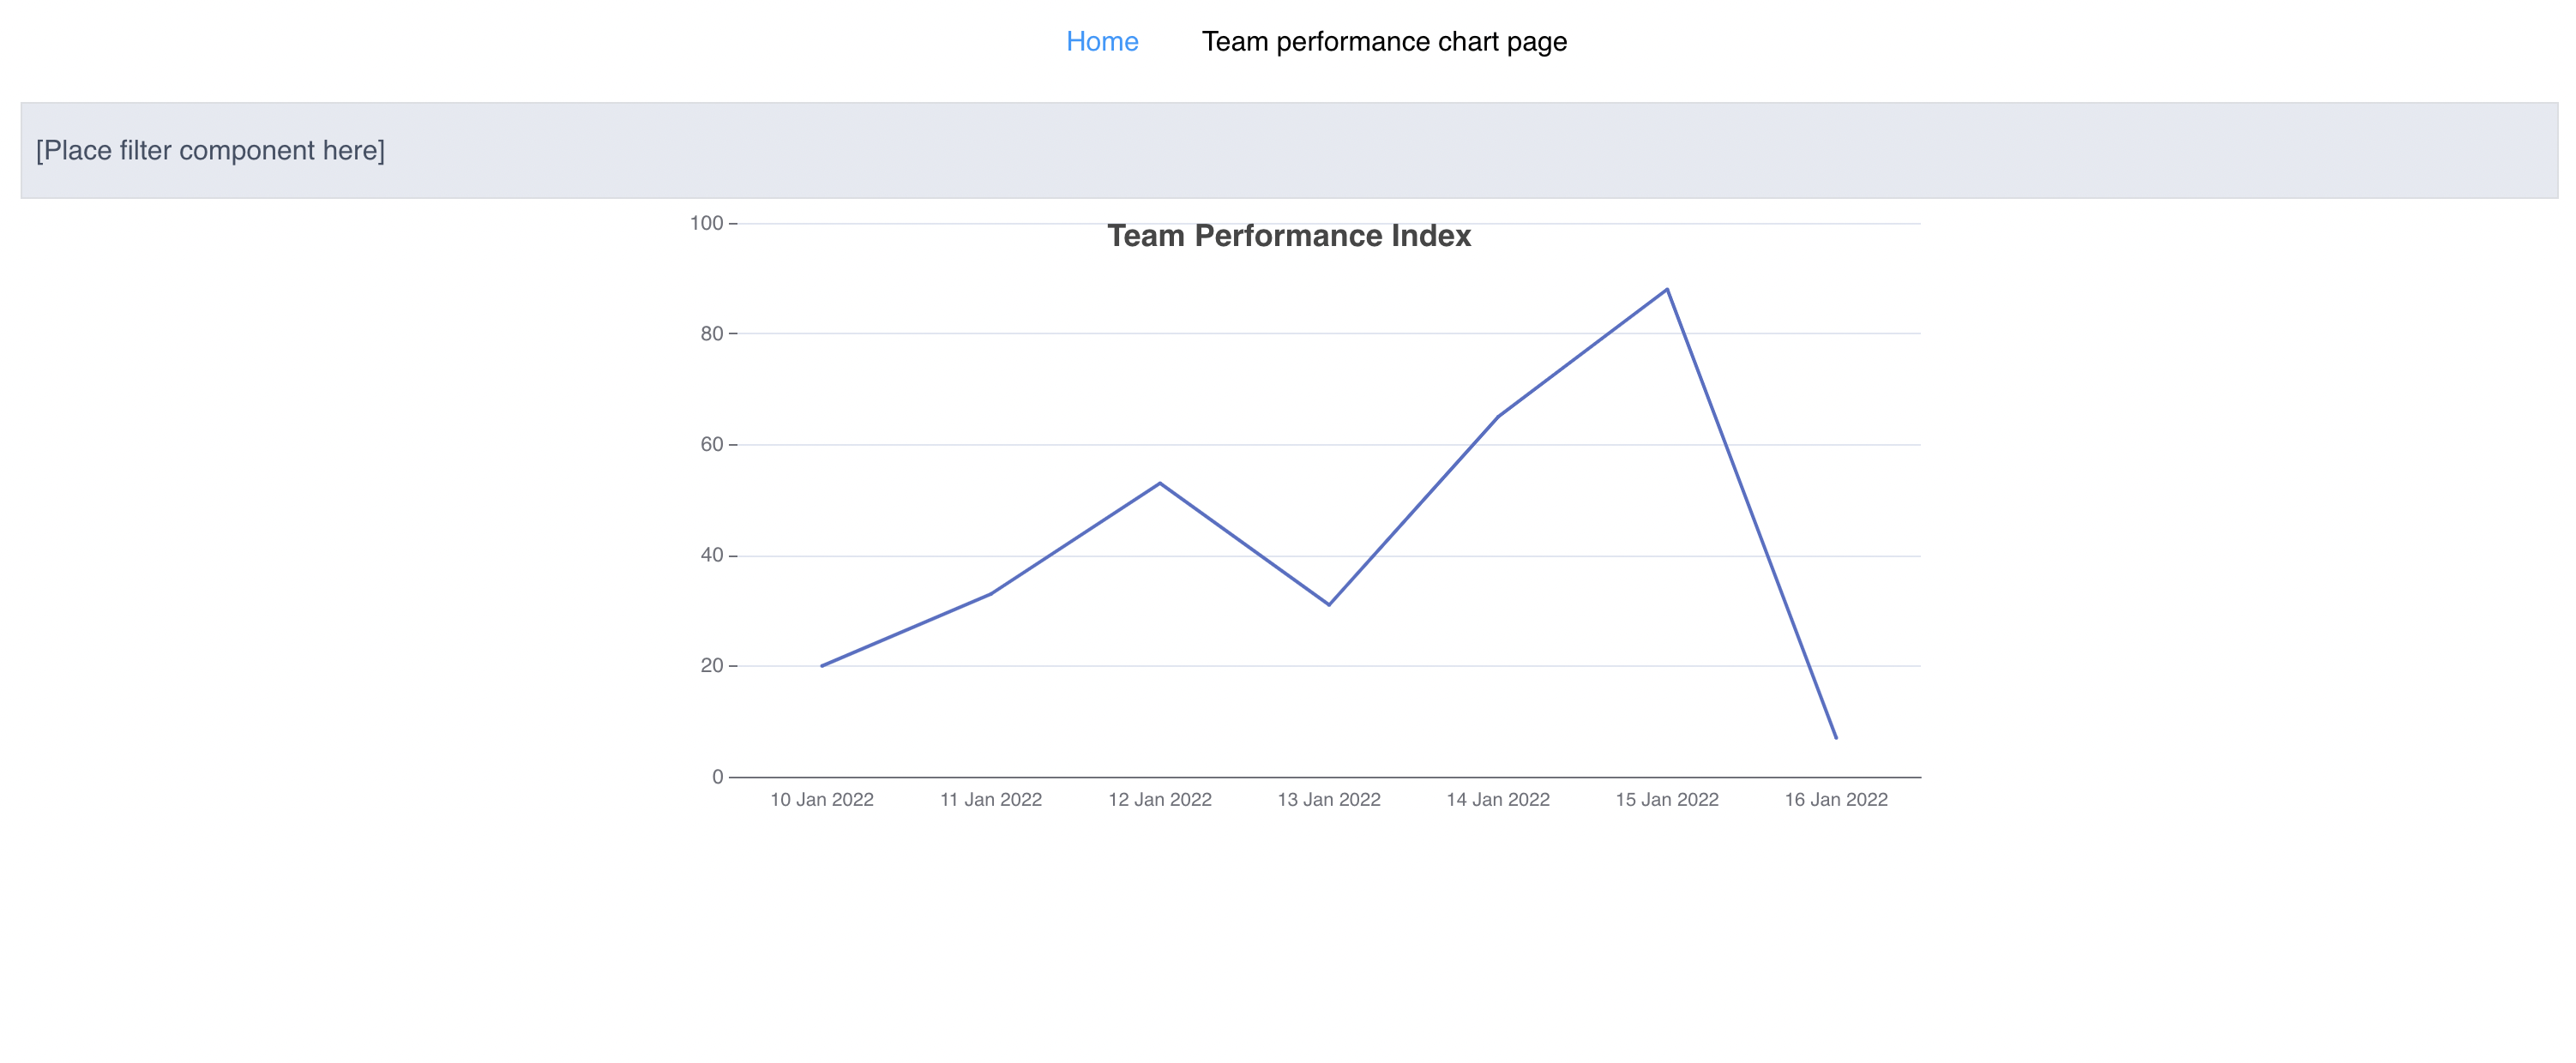 Home Team performance chart page
[Place filter component here]
Team Performance Index
100
80
60
40
20
0
10 Jan 2022 11 Jan 2022 12 Jan 2022 13 Jan 2022 14 Jan 2022 15 Jan 2022 16 Jan 2022